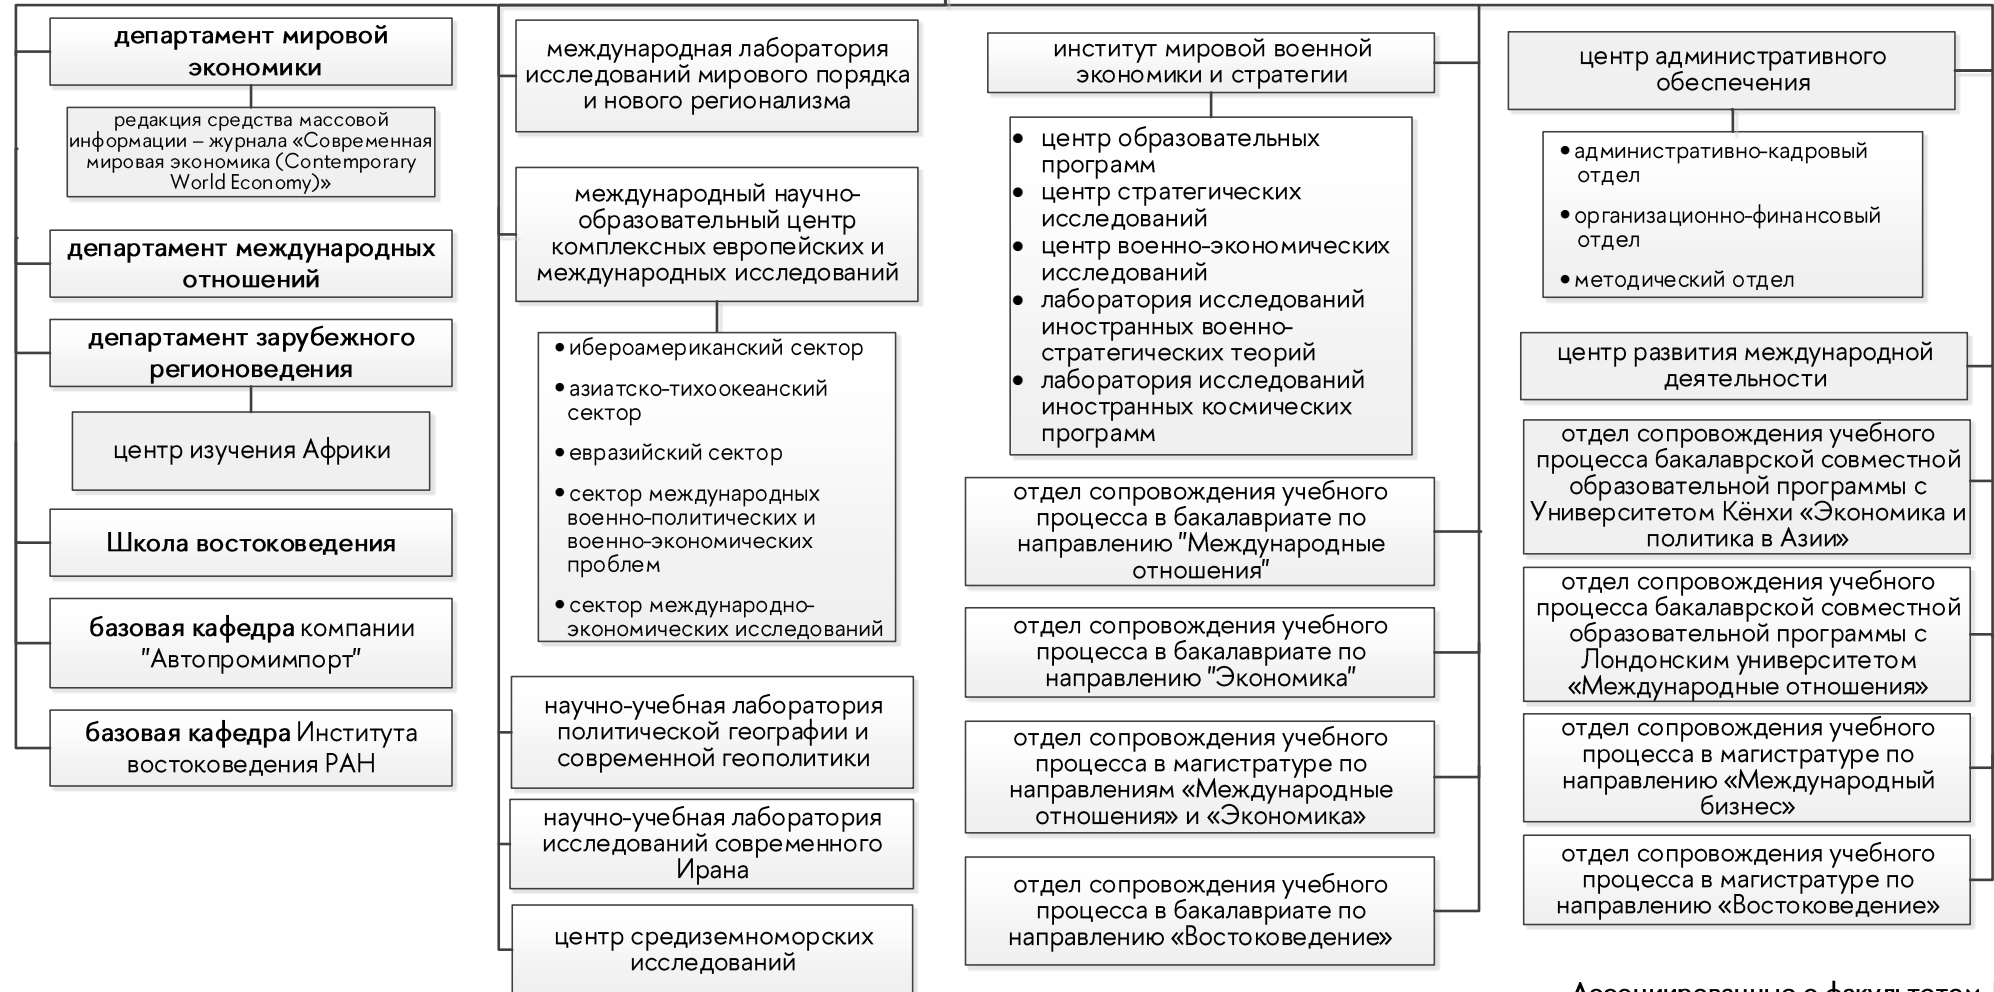 департамент мировой
экономики
редакция средства массовой
информации – журнала «Современная
мировая экономика (Contemporary
World Economy)»
департамент международных
отношений
департамент зарубежного
регионоведения
центр изучения Африки
Школа востоковедения
базовая кафедра компании
"Автопромимпорт"
базовая кафедра Института
востоковедения РАН
международная лаборатория
исследований мирового порядка
и нового регионализма
международный научно-
образовательный центр
комплексных европейских и
международных исследований
• ибероамериканский сектор
• азиатско-тихоокеанский
сектор
• евразийский сектор
• сектор международных
военно-политических и
военно-экономических
проблем
• сектор международно-
экономических исследований
научно-учебная лаборатория
политической географии и
современной геополитики
научно-учебная лаборатория
исследований современного
Ирана
центр средиземноморских
исследований
институт мировой военной
экономики и стратегии
• центр образовательных
программ
• центр стратегических
исследований
• центр военно-экономических
исследований
• лаборатория исследований
иностранных военно-
стратегических теорий
• лаборатория исследований
иностранных космических
программ
отдел сопровождения учебного
процесса в бакалавриате по
направлению "Международные
отношения"
отдел сопровождения учебного
процесса в бакалавриате по
направлению "Экономика"
отдел сопровождения учебного
процесса в магистратуре по
направлениям «Международные
отношения» и «Экономика»
отдел сопровождения учебного
процесса в бакалавриате по
направлению «Востоковедение»
центр административного
обеспечения
• административно-кадровый
отдел
• организационно-финансовый
отдел
• методический отдел
центр развития международной
деятельности
отдел сопровождения учебного
процесса бакалаврской совместной
образовательной программы с
Университетом Кёнхи «Экономика и
политика в Азии»
отдел сопровождения учебного
процесса бакалаврской совместной
образовательной программы с
Лондонским университетом
«Международные отношения»
отдел сопровождения учебного
процесса в магистратуре по
направлению «Международный
бизнес»
отдел сопровождения учебного
процесса в магистратуре по
направлению «Востоковедение»